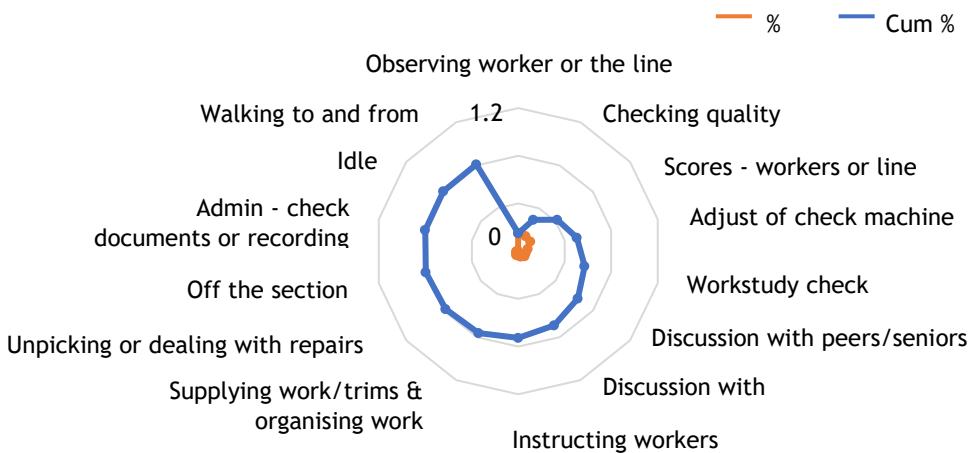 % Cum %
Observing worker or the line
Walking to and from
1.2
Checking quality
Idle
Scores - workers or line
Admin - check
documents or recording
0
Adjust of check machine
Off the section
Workstudy check
Unpicking or dealing with repairs
Discussion with peers/seniors
Supplying work/trims &
organising work
Discussion with
Instructing workers